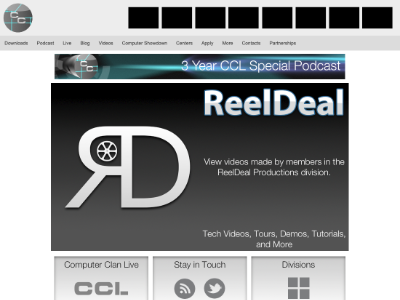 Downloads Podcast Live Blog Videos Computer Showdown Careers Apply More Contacts Partnerships
3 Year CCL Special Podcast
ReelDeal
RD
View videos made by members in the
ReelDeal Productions division.
Tech Videos, Tours, Demos, Tutorials,
and More
Computer Clan Live Stay in Touch Divisions
CCL